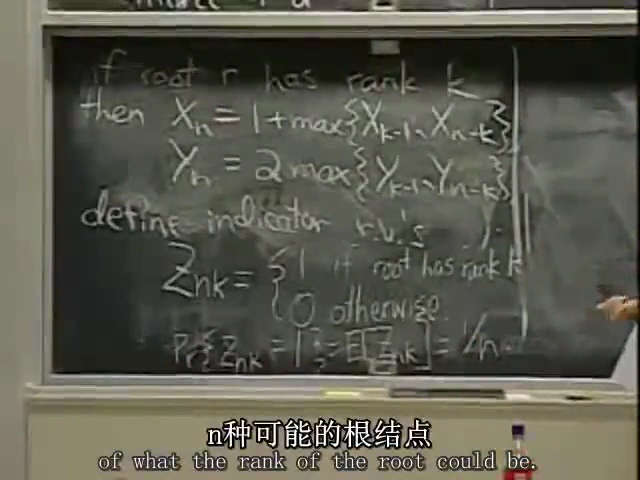 if root r has rank k
then Xn = 1+max{Xk-1, Xn-k}
Yn = 2 max{Yk-1, Yn-k}
define indicator r.v.'s
Znk = { 1 if root has rank k
0 otherwise.
Pr{Znk = 1} = E[Znk] = 1/n.
n种可能的根结点
of what the rank of the root could be.